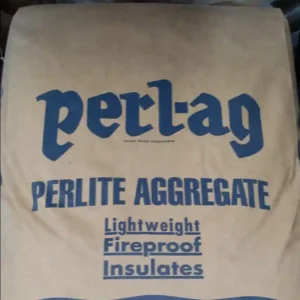 perl-ag
PERLITE AGGREGATE
Lightweight
Fireproof
Insulates